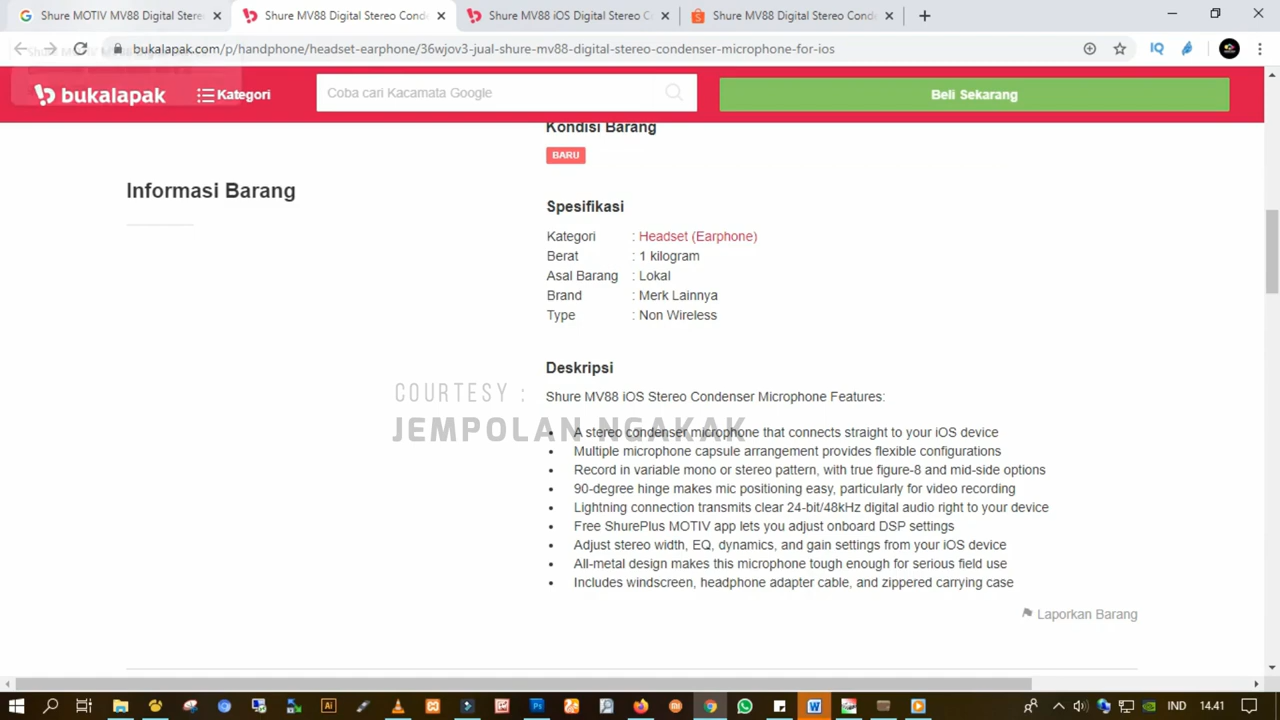 Shure MOTIV MV88 Digital Stere
Shure MV88 Digital Stereo Conde
Shure MV88 iOS Digital Stereo C
Shure MV88 Digital Stereo Conde
bukalapak.com/p/handphone/headset-earphone/36wjov3-jual-shure-mv88-digital-stereo-condenser-microphone-for-ios
IQ
bukalapak
Kategori
Coba cari Kacamata Google
Beli Sekarang
Kondisi Barang
BARU
Informasi Barang
Spesifikasi
Kategori : Headset (Earphone)
Berat : 1 kilogram
Asal Barang : Lokal
Brand : Merk Lainnya
Type : Non Wireless
Deskripsi
COURTESY :
JEMPOLAN NGAKAK
Shure MV88 iOS Stereo Condenser Microphone Features:
• A stereo condenser microphone that connects straight to your iOS device
• Multiple microphone capsule arrangement provides flexible configurations
• Record in variable mono or stereo pattern, with true figure-8 and mid-side options
• 90-degree hinge makes mic positioning easy, particularly for video recording
• Lightning connection transmits clear 24-bit/48kHz digital audio right to your device
• Free ShurePlus MOTIV app lets you adjust onboard DSP settings
• Adjust stereo width, EQ, dynamics, and gain settings from your iOS device
• All-metal design makes this microphone tough enough for serious field use
• Includes windscreen, headphone adapter cable, and zippered carrying case
Laporkan Barang
IND
14.41